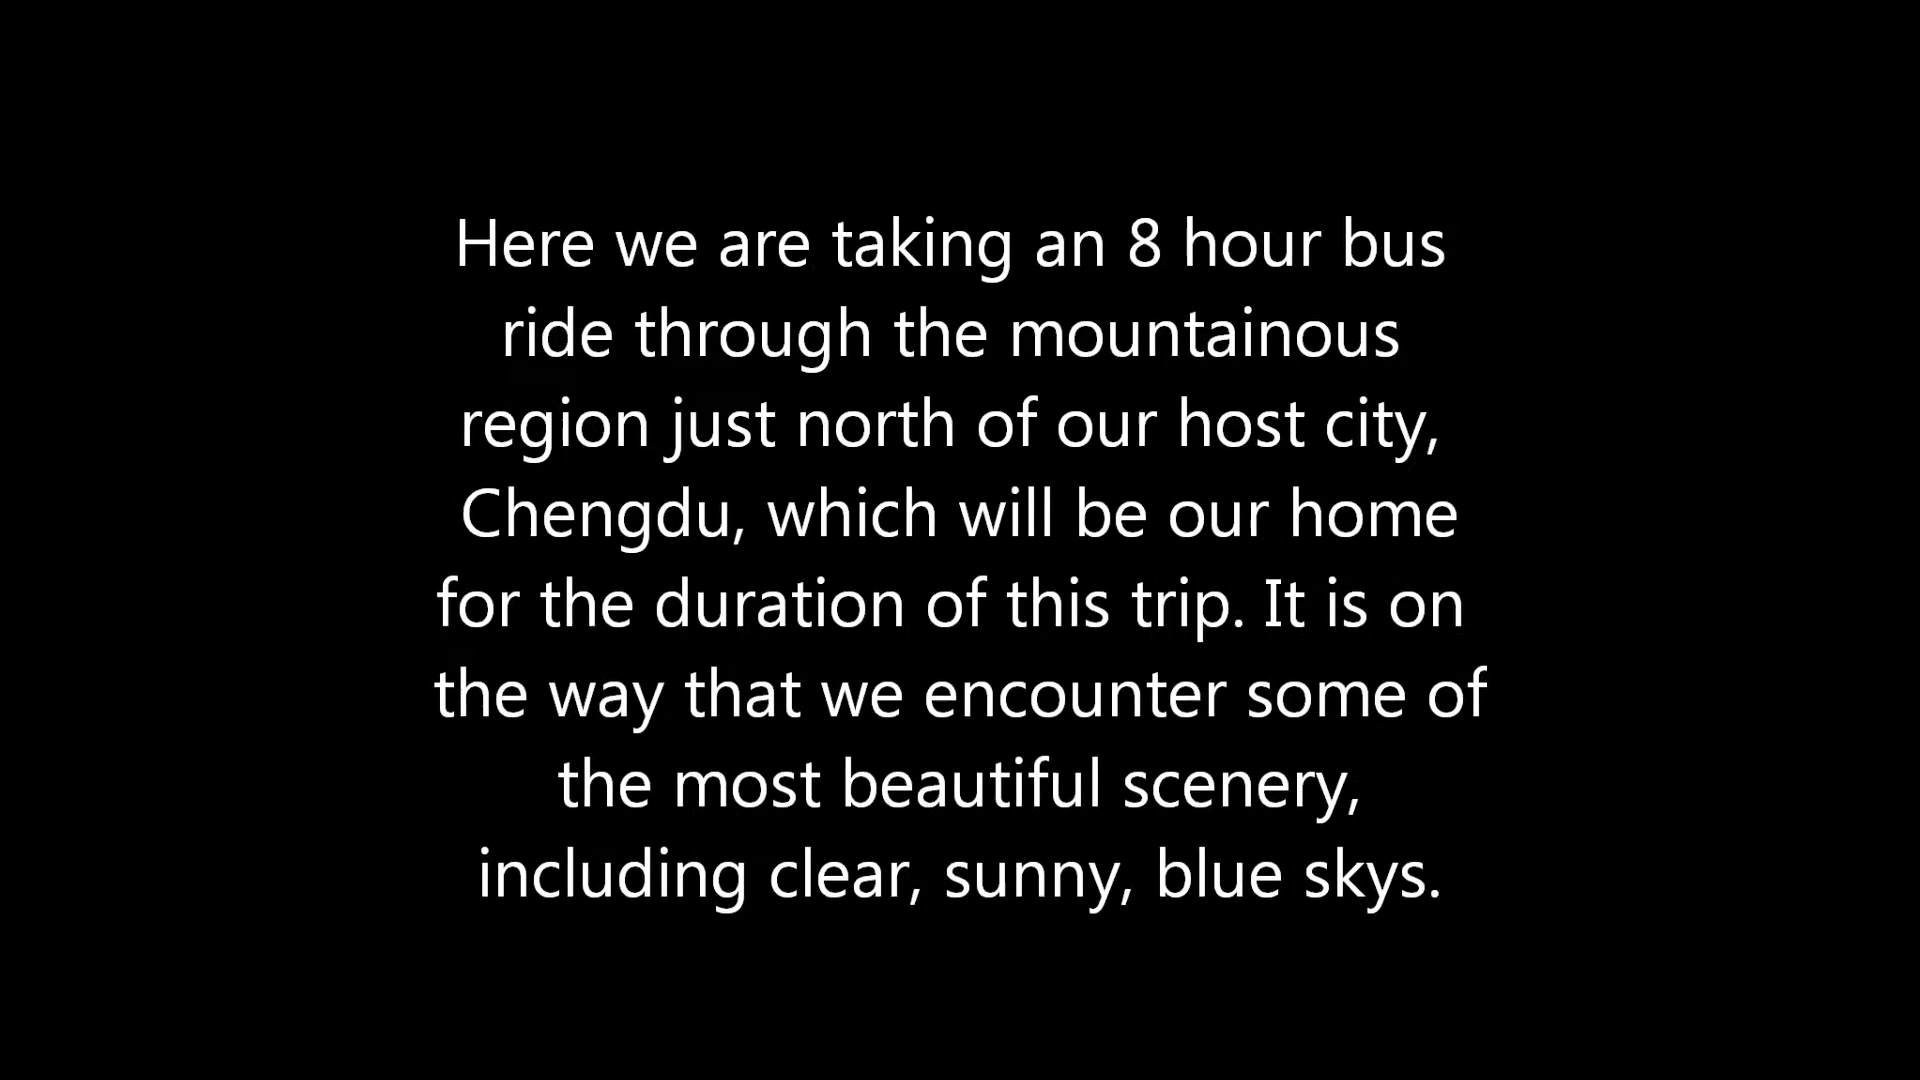 Here we are taking an 8 hour bus
ride through the mountainous
region just north of our host city,
Chengdu, which will be our home
for the duration of this trip. It is on
the way that we encounter some of
the most beautiful scenery,
including clear, sunny, blue skys.